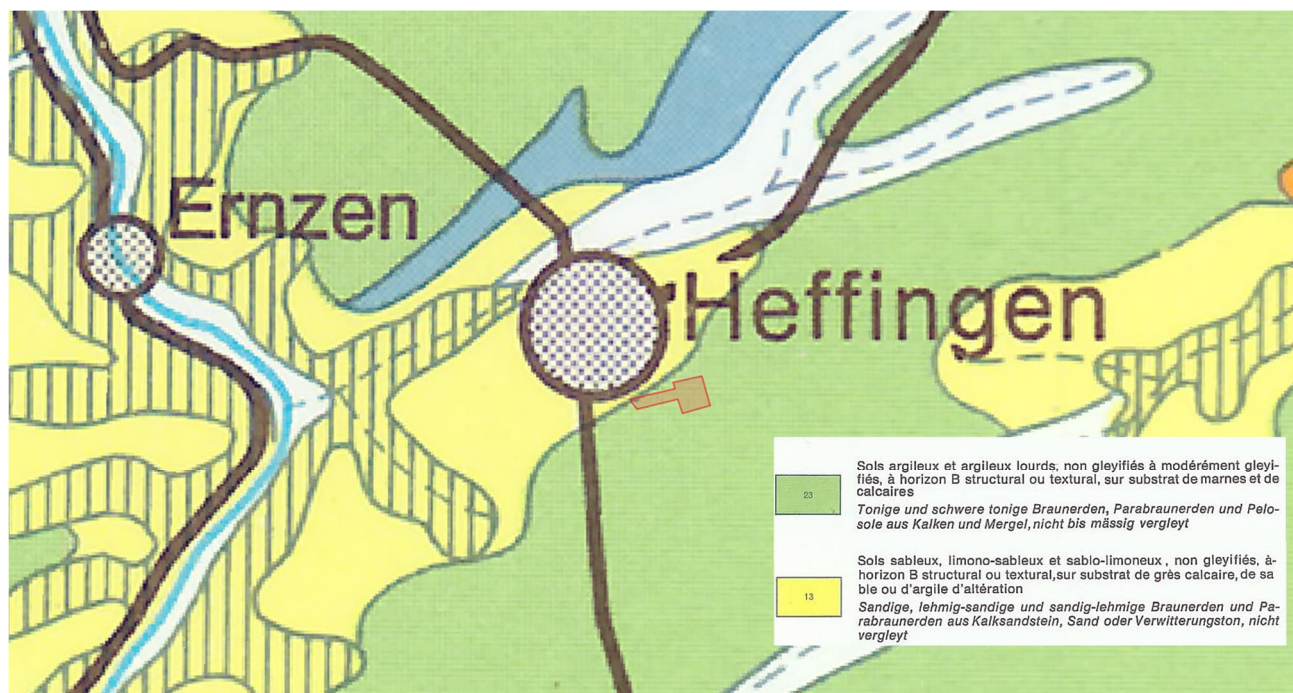 Ernzen
Heffingen
23
Sols argileux et argileux lourds, non gleyifiés à modérément gleyi-
fiés, à horizon B structural ou textural, sur substrat de marnes et de
calcaires
Tonige und schwere tonige Braunerden, Parabraunerden und Pelo-
sole aus Kalken und Mergel, nicht bis mässig vergleyt
13
Sols sableux, limono-sableux et sablo-limoneux , non gleyifiés, à-
horizon B structural ou textural,sur substrat de grès calcaire, de sa
ble ou d'argile d'altération
Sandige, lehmig-sandige und sandig-lehmige Braunerden und Pa-
rabraunerden aus Kalksandstein, Sand oder Verwitterungston, nicht
vergleyt